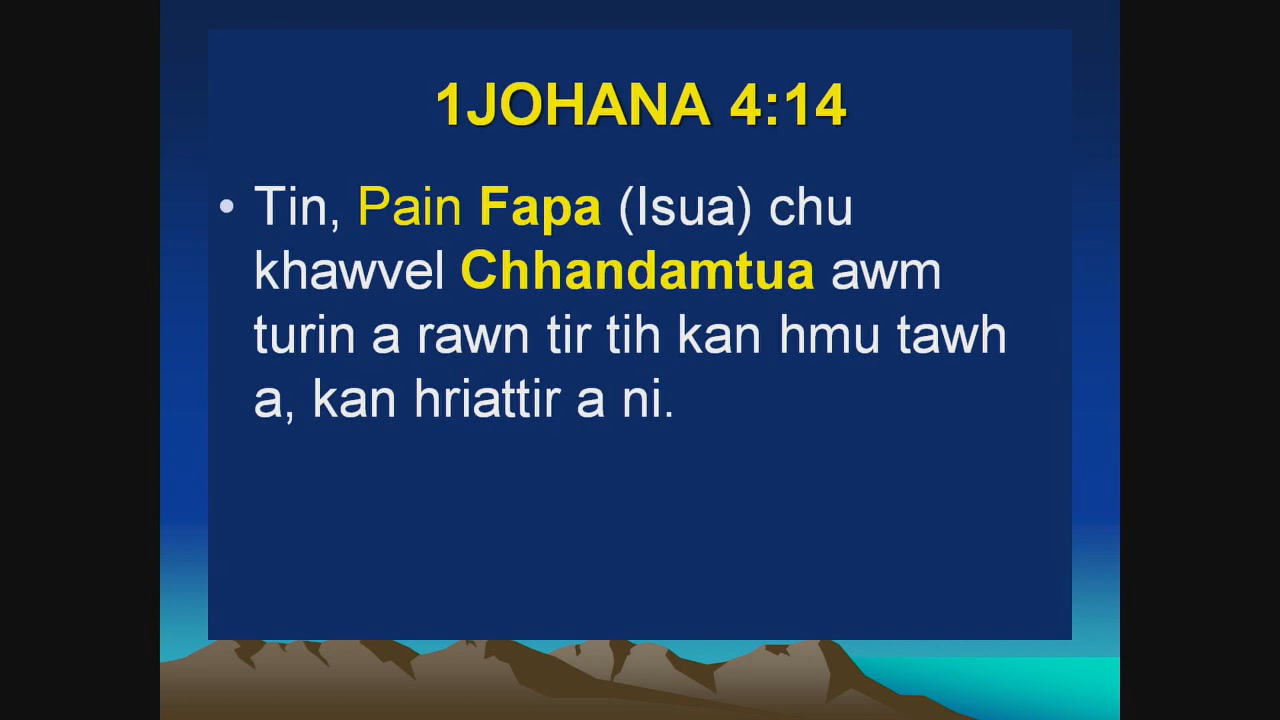 1JOHANA 4:14
• Tin, Pain Fapa (Isua) chu
khawvel Chhandamtua awm
turin a rawn tir tih kan hmu tawh
a, kan hriattir a ni.